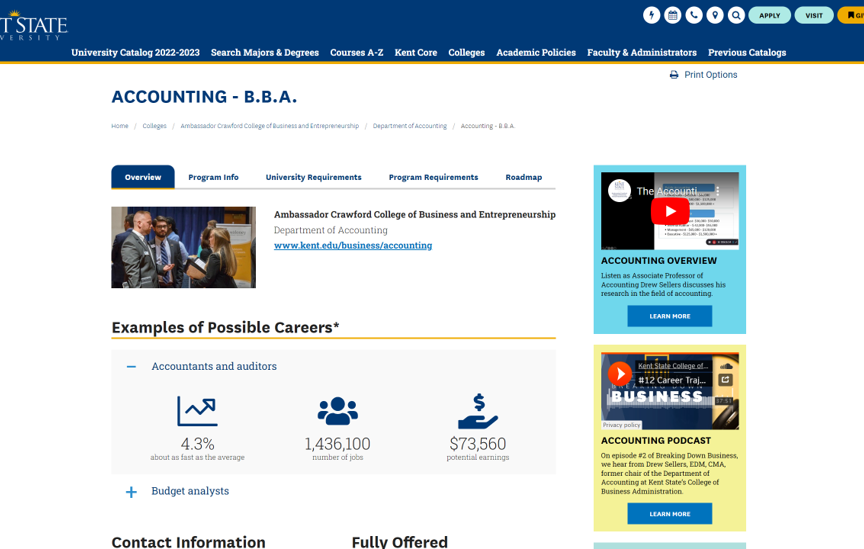 T STATE
VERSITY
APPLY
VISIT
GI
University Catalog 2022-2023
Search Majors & Degrees
Courses A-Z
Kent Core
Colleges
Academic Policies
Faculty & Administrators
Previous Catalogs
Print Options
ACCOUNTING - B.B.A.
Home / Colleges / Ambassador Crawford College of Business and Entrepreneurship / Department of Accounting / Accounting - B.B.A.
Overview
Program Info
University Requirements
Program Requirements
Roadmap
Ambassador Crawford College of Business and Entrepreneurship
Department of Accounting
www.kent.edu/business/accounting
Examples of Possible Careers*
Accountants and auditors
4.3%
about as fast as the average
1,436,100
number of jobs
$73,560
potential earnings
Budget analysts
Contact Information
Fully Offered
The Accounti...
ACCOUNTING OVERVIEW
Listen as Associate Professor of
Accounting Drew Sellers discusses his
research in the field of accounting.
LEARN MORE
Kent State College of...
#12 Career Traj...
BREAKING DOWN
BUSINESS
37:51
Privacy policy
ACCOUNTING PODCAST
On episode #2 of Breaking Down Business,
we hear from Drew Sellers, EDM, CMA,
former chair of the Department of
Accounting at Kent State's College of
Business Administration.
LEARN MORE